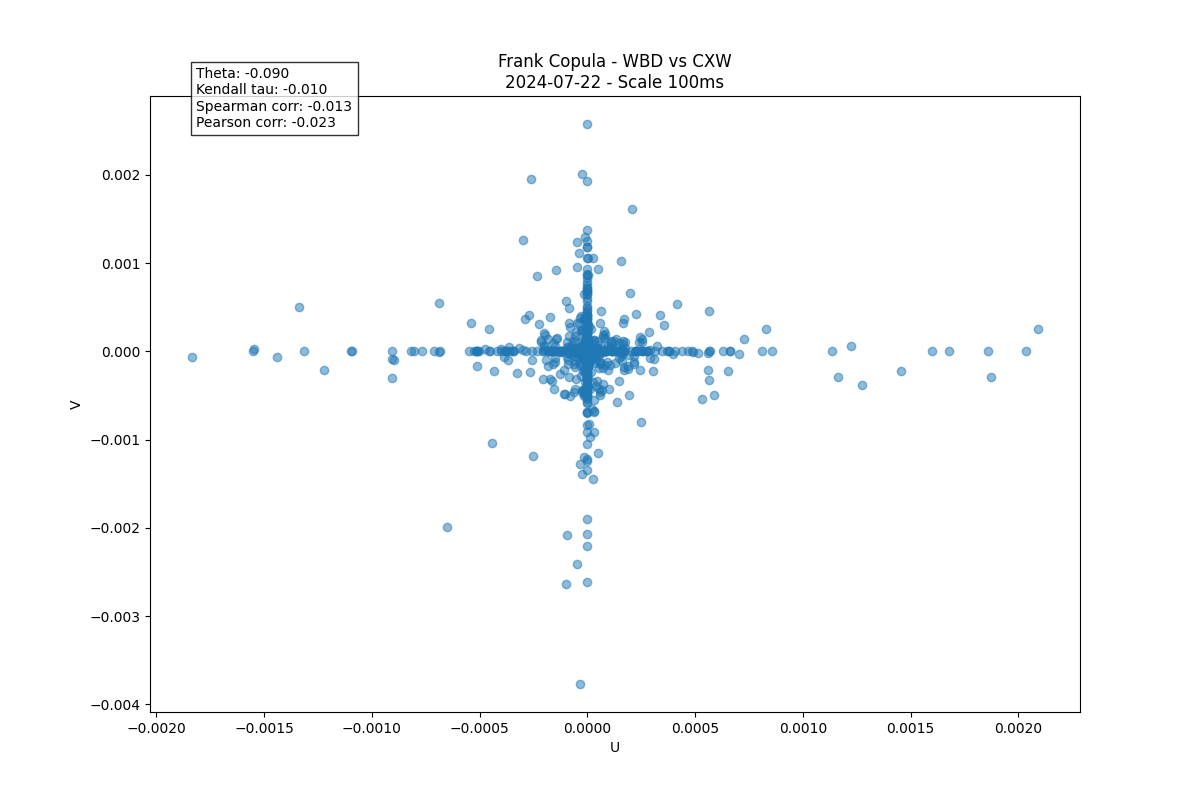 Frank Copula - WBD vs CXW
2024-07-22 - Scale 100ms
Theta: -0.090
Kendall tau: -0.010
Spearman corr: -0.013
Pearson corr: -0.023
0.002
0.001
0.000
−0.001
−0.002
−0.003
−0.004
V
−0.0020
−0.0015
−0.0010
−0.0005
0.0000
0.0005
0.0010
0.0015
0.0020
U